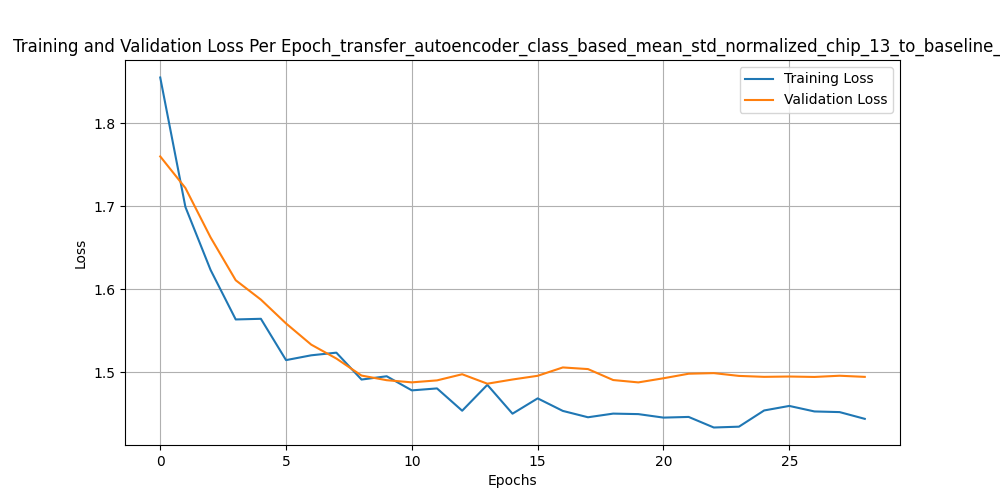 Training and Validation Loss Per Epoch_transfer_autoencoder_class_based_mean_std_normalized_chip_13_to_baseline_
Training Loss
Validation Loss
1.8
1.7
1.6
1.5
Loss
0
5
10
15
20
25
Epochs